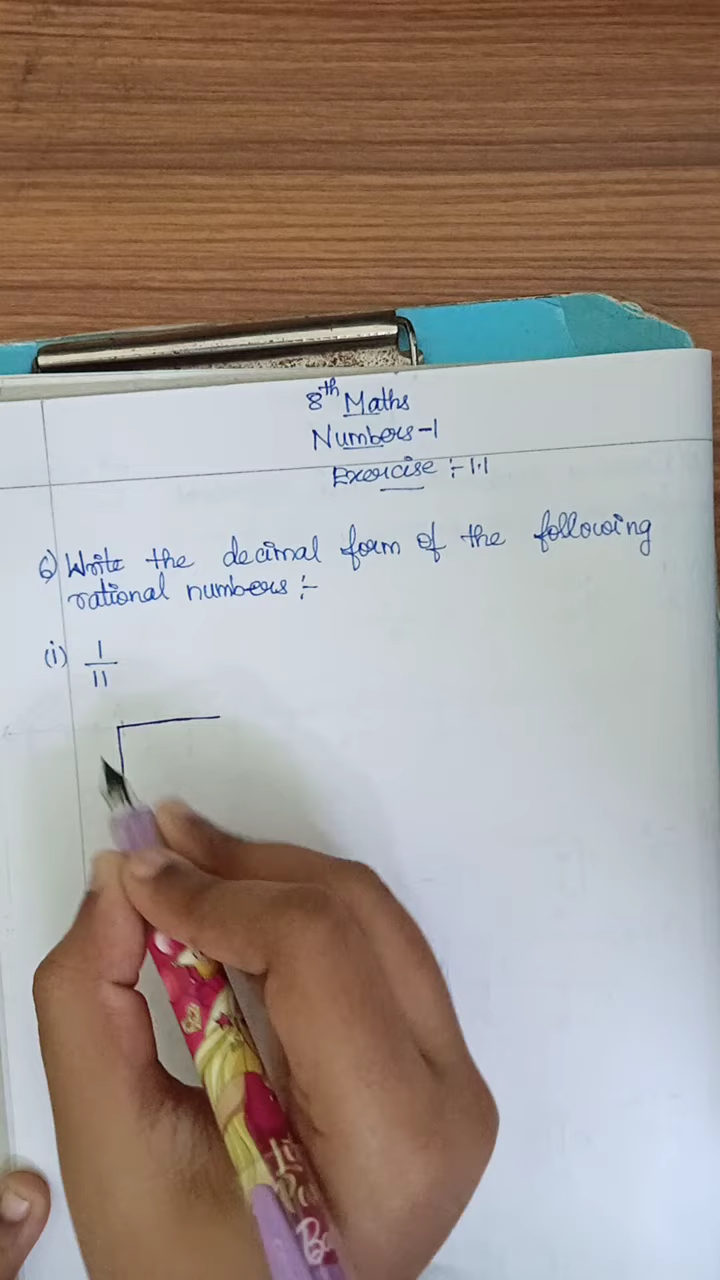 8th Maths
Numbers-1
Exercise :- 1.1
6) Write the decimal form of the following
rational numbers :-
(i) 1/11